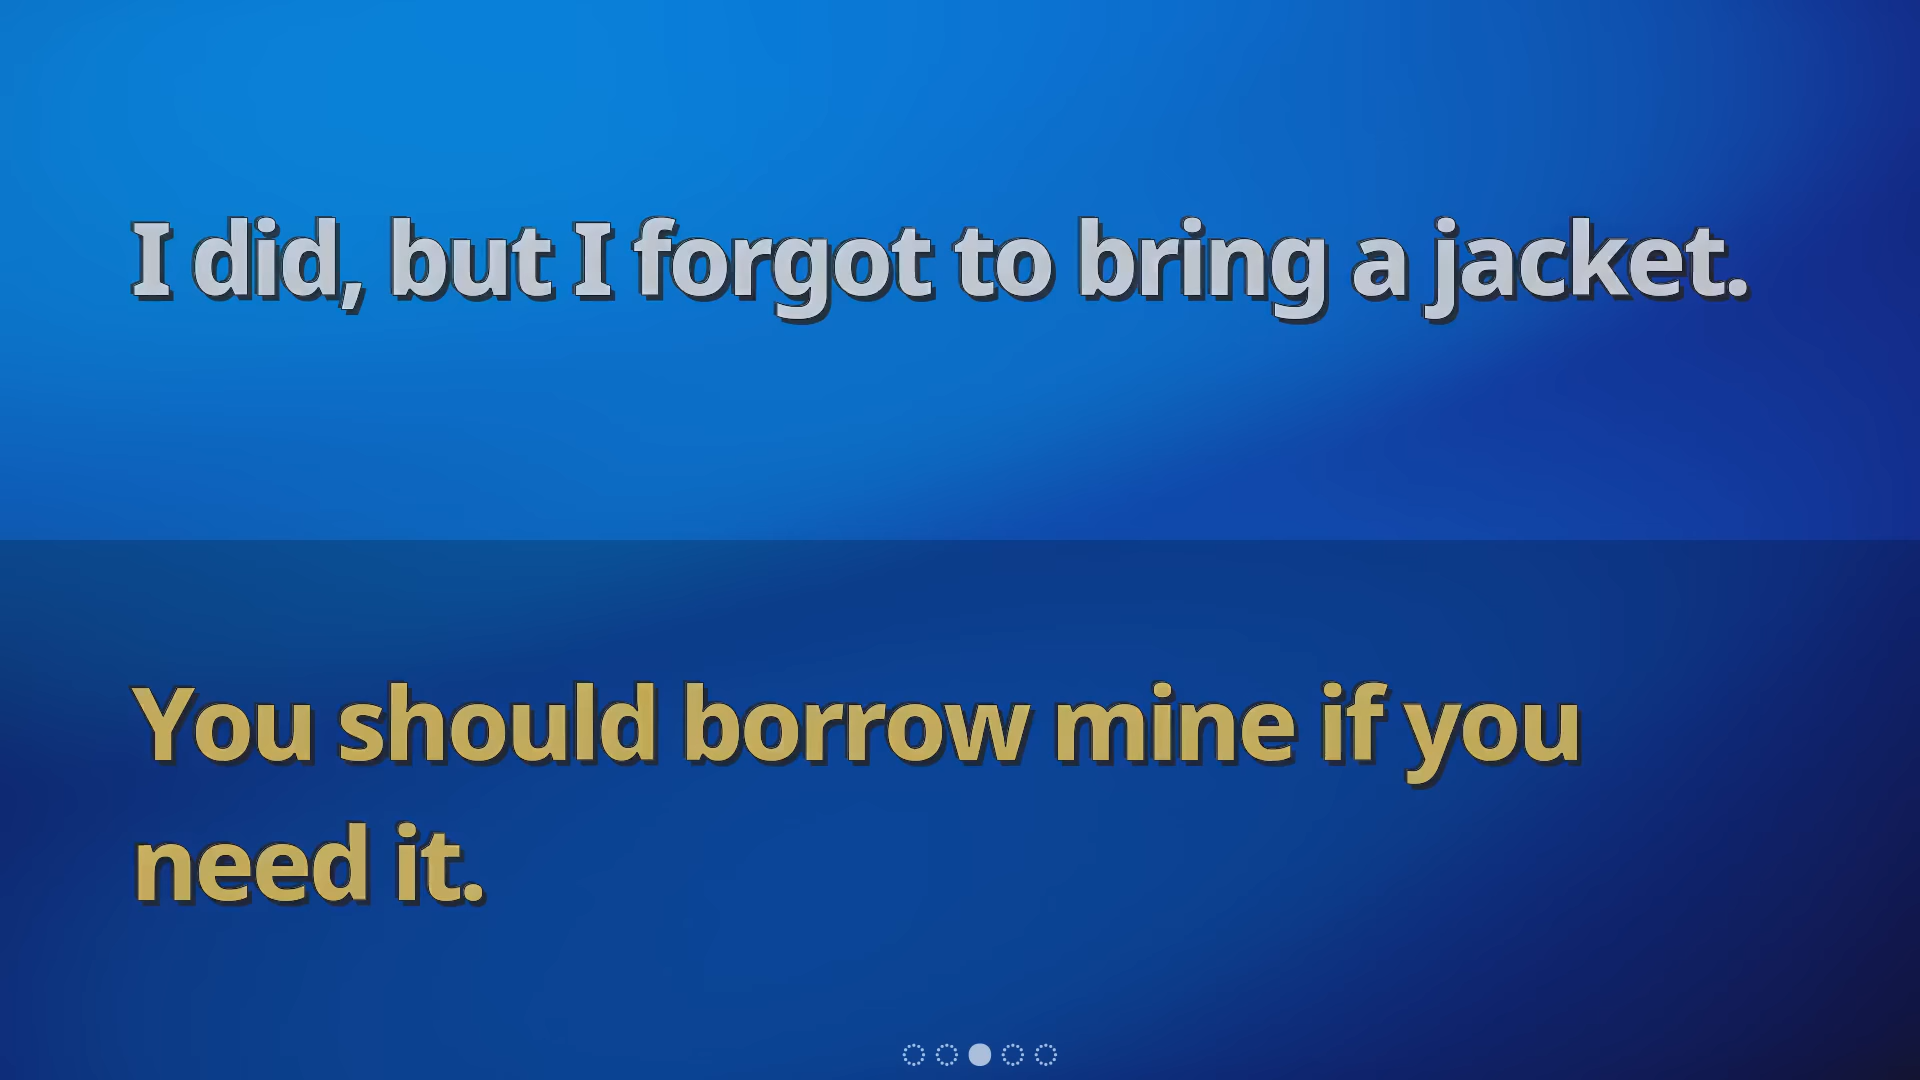 I did, but I forgot to bring a jacket.
You should borrow mine if you
need it.